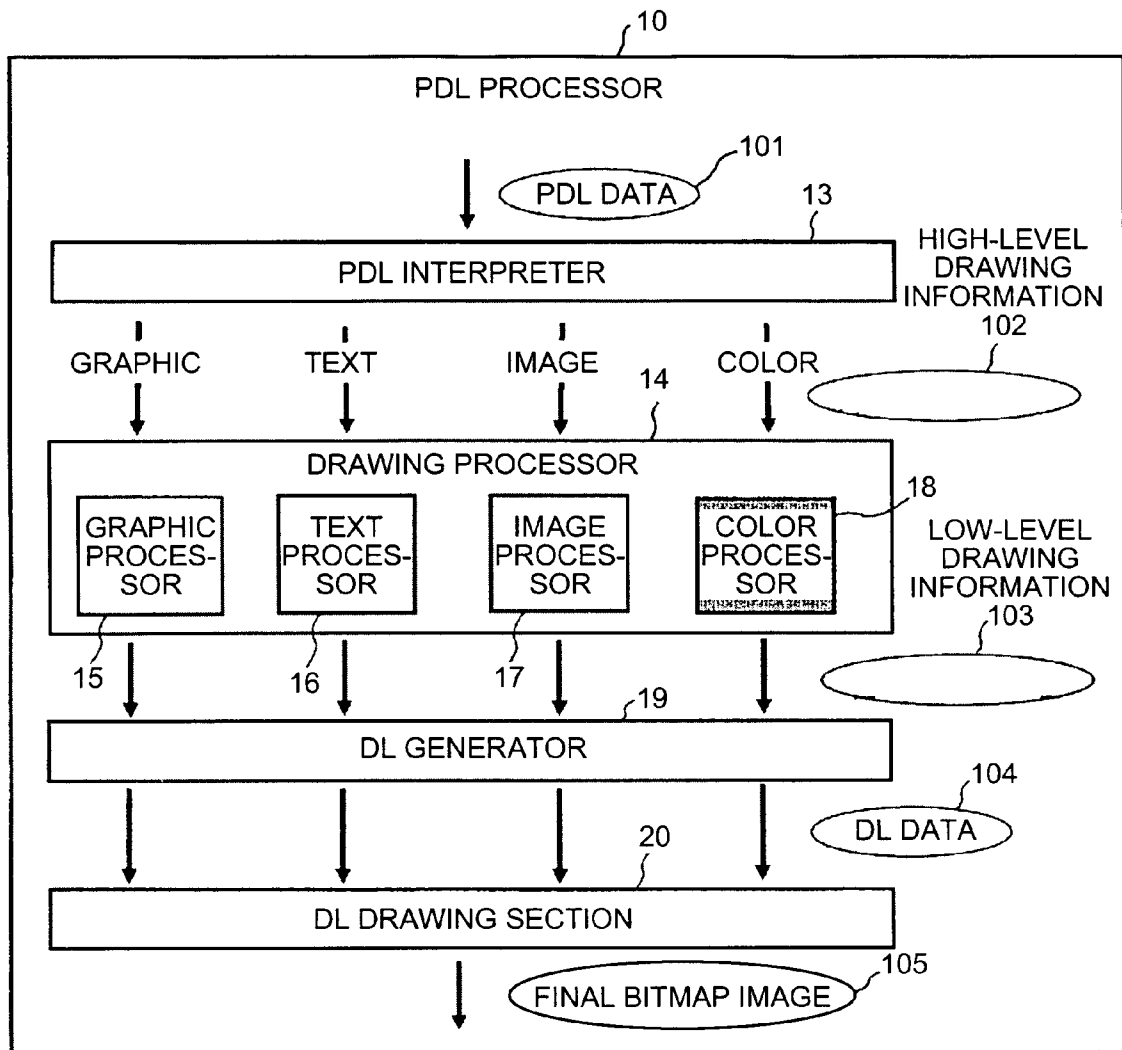 10
PDL PROCESSOR
101
PDL DATA
13
PDL INTERPRETER
HIGH-LEVEL
DRAWING
INFORMATION
102
GRAPHIC
TEXT
IMAGE
COLOR
14
DRAWING PROCESSOR
18
GRAPHIC
PROCES-
SOR
TEXT
PROCES-
SOR
IMAGE
PROCES-
SOR
COLOR
PROCES-
SOR
LOW-LEVEL
DRAWING
INFORMATION
103
15
16
17
19
DL GENERATOR
104
DL DATA
20
DL DRAWING SECTION
105
FINAL BITMAP IMAGE